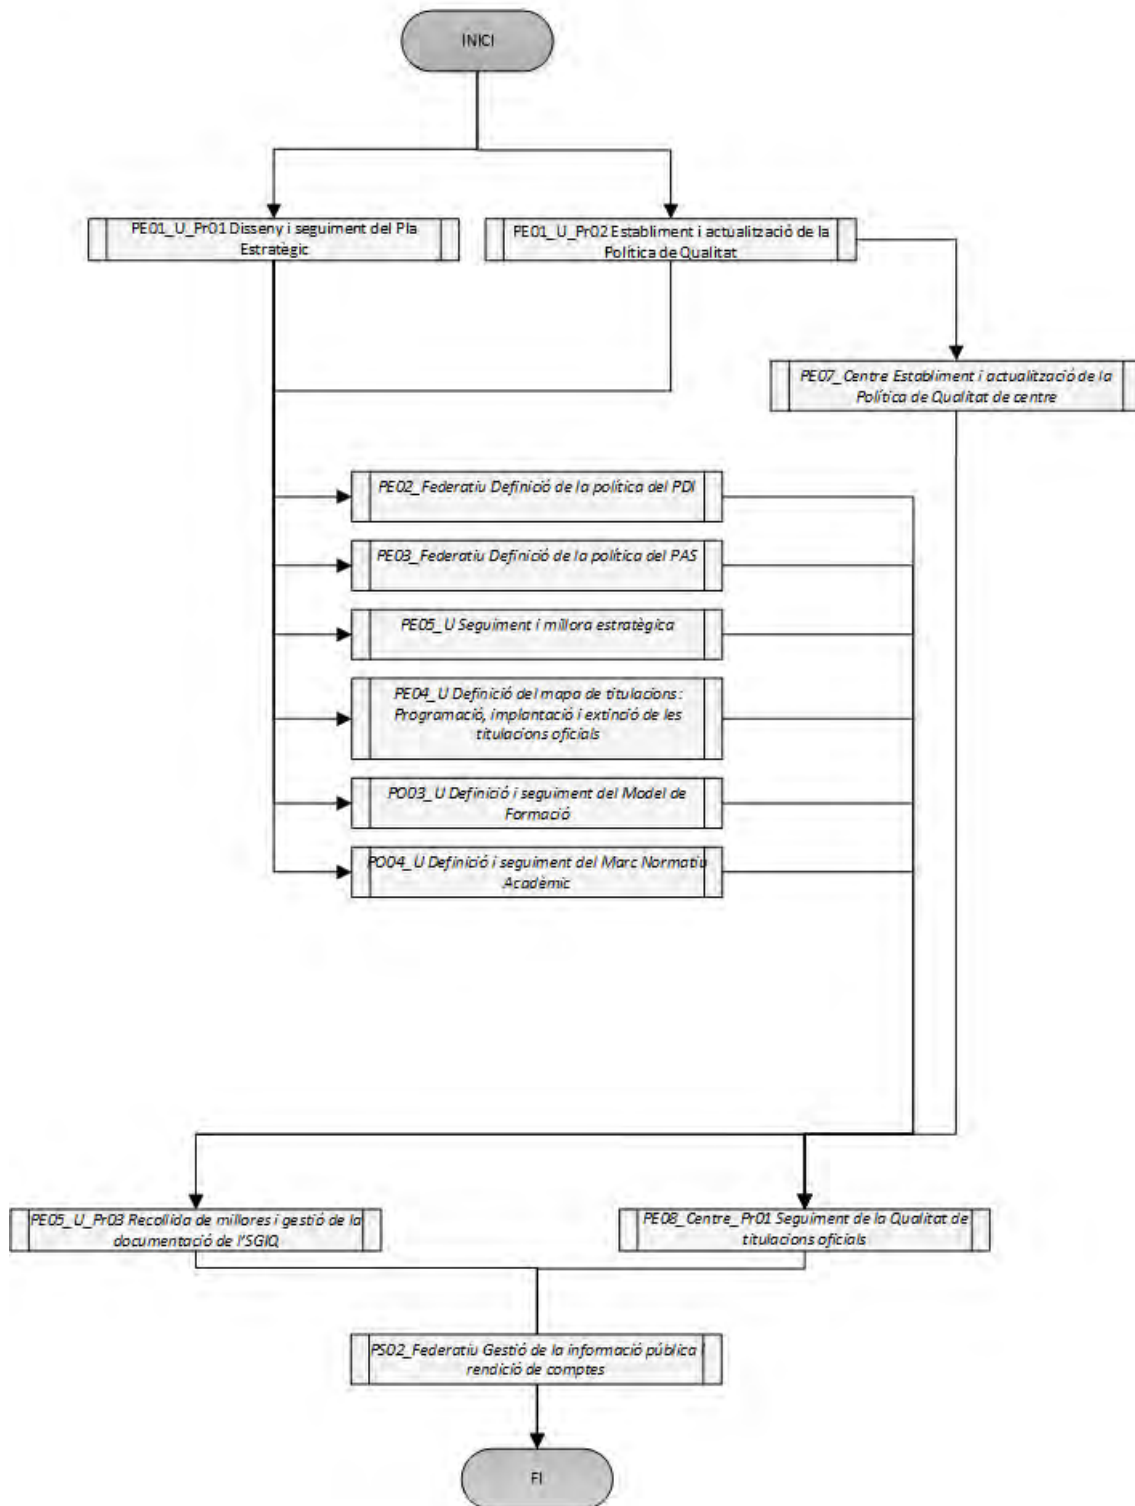 INICI
PE01_U_Pr01 Disseny i seguiment del Pla
Estratègic
PE01_U_Pr02 Establiment i actualització de la
Política de Qualitat
PE07_Centre Establiment i actualització de la
Política de Qualitat de centre
PE02_Federatiu Definició de la política del PDI
PE03_Federatiu Definició de la política del PAS
PE05_U Seguiment i millora estratègica
PE04_U Definició del mapa de titulacions:
Programació, implantació i extinció de les
titulacions oficials
PO03_U Definició i seguiment del Model de
Formació
PO04_U Definició i seguiment del Marc Normatiu
Acadèmic
PE05_U_Pr03 Recollida de millores i gestió de la
documentació de l'SGIQ
PE08_Centre_Pr01 Seguiment de la Qualitat de
titulacions oficials
PS02_Federatiu Gestió de la informació pública i
rendició de comptes
FI